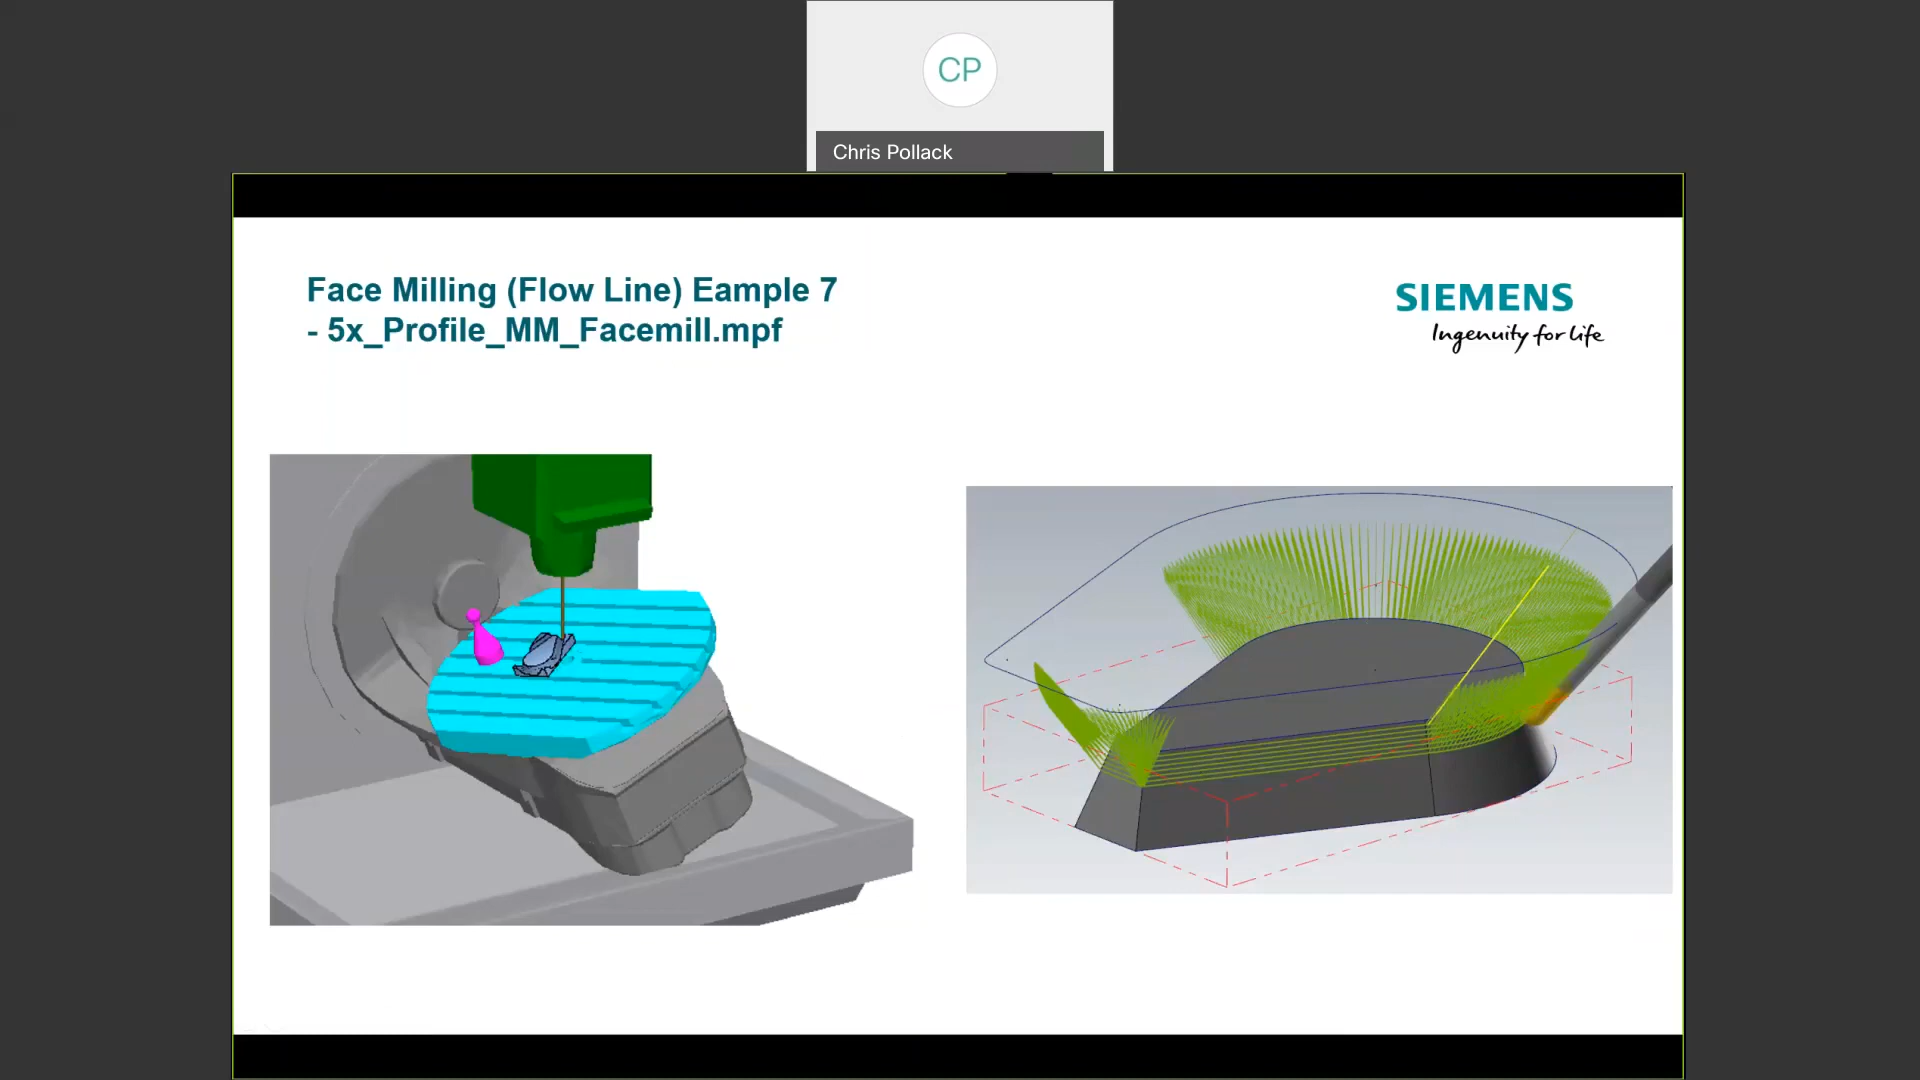 CP
Chris Pollack
Face Milling (Flow Line) Eample 7
- 5x_Profile_MM_Facemill.mpf
SIEMENS
Ingenuity for life